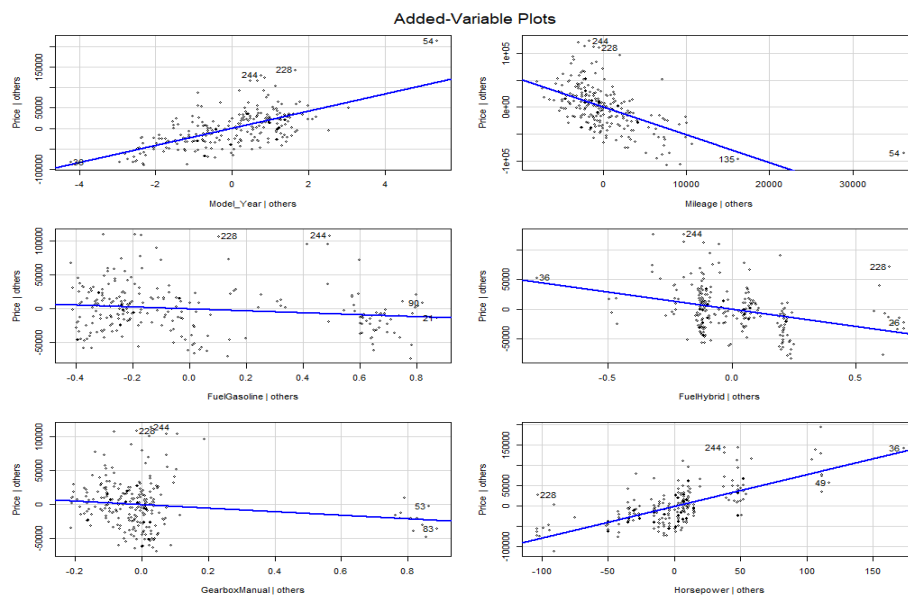 Added-Variable Plots
Price | others
-100000 0 50000 150000
54
244 228
28
-4 -2 0 2 4
Model_Year | others
Price | others
-1e+05 0e+00 1e+05
244
228
135
54
0 10000 20000 30000
Mileage | others
Price | others
-50000 0 50000 100000
228 244
90
21
-0.4 -0.2 0.0 0.2 0.4 0.6 0.8
FuelGasoline | others
Price | others
-50000 0 50000
244
228
36
26
-0.5 0.0 0.5
FuelHybrid | others
Price | others
-50000 0 50000 100000
228 244
53
83
-0.2 0.0 0.2 0.4 0.6 0.8
GearboxManual | others
Price | others
-100000 0 50000 150000
244
36
49
228
-100 -50 0 50 100 150
Horsepower | others